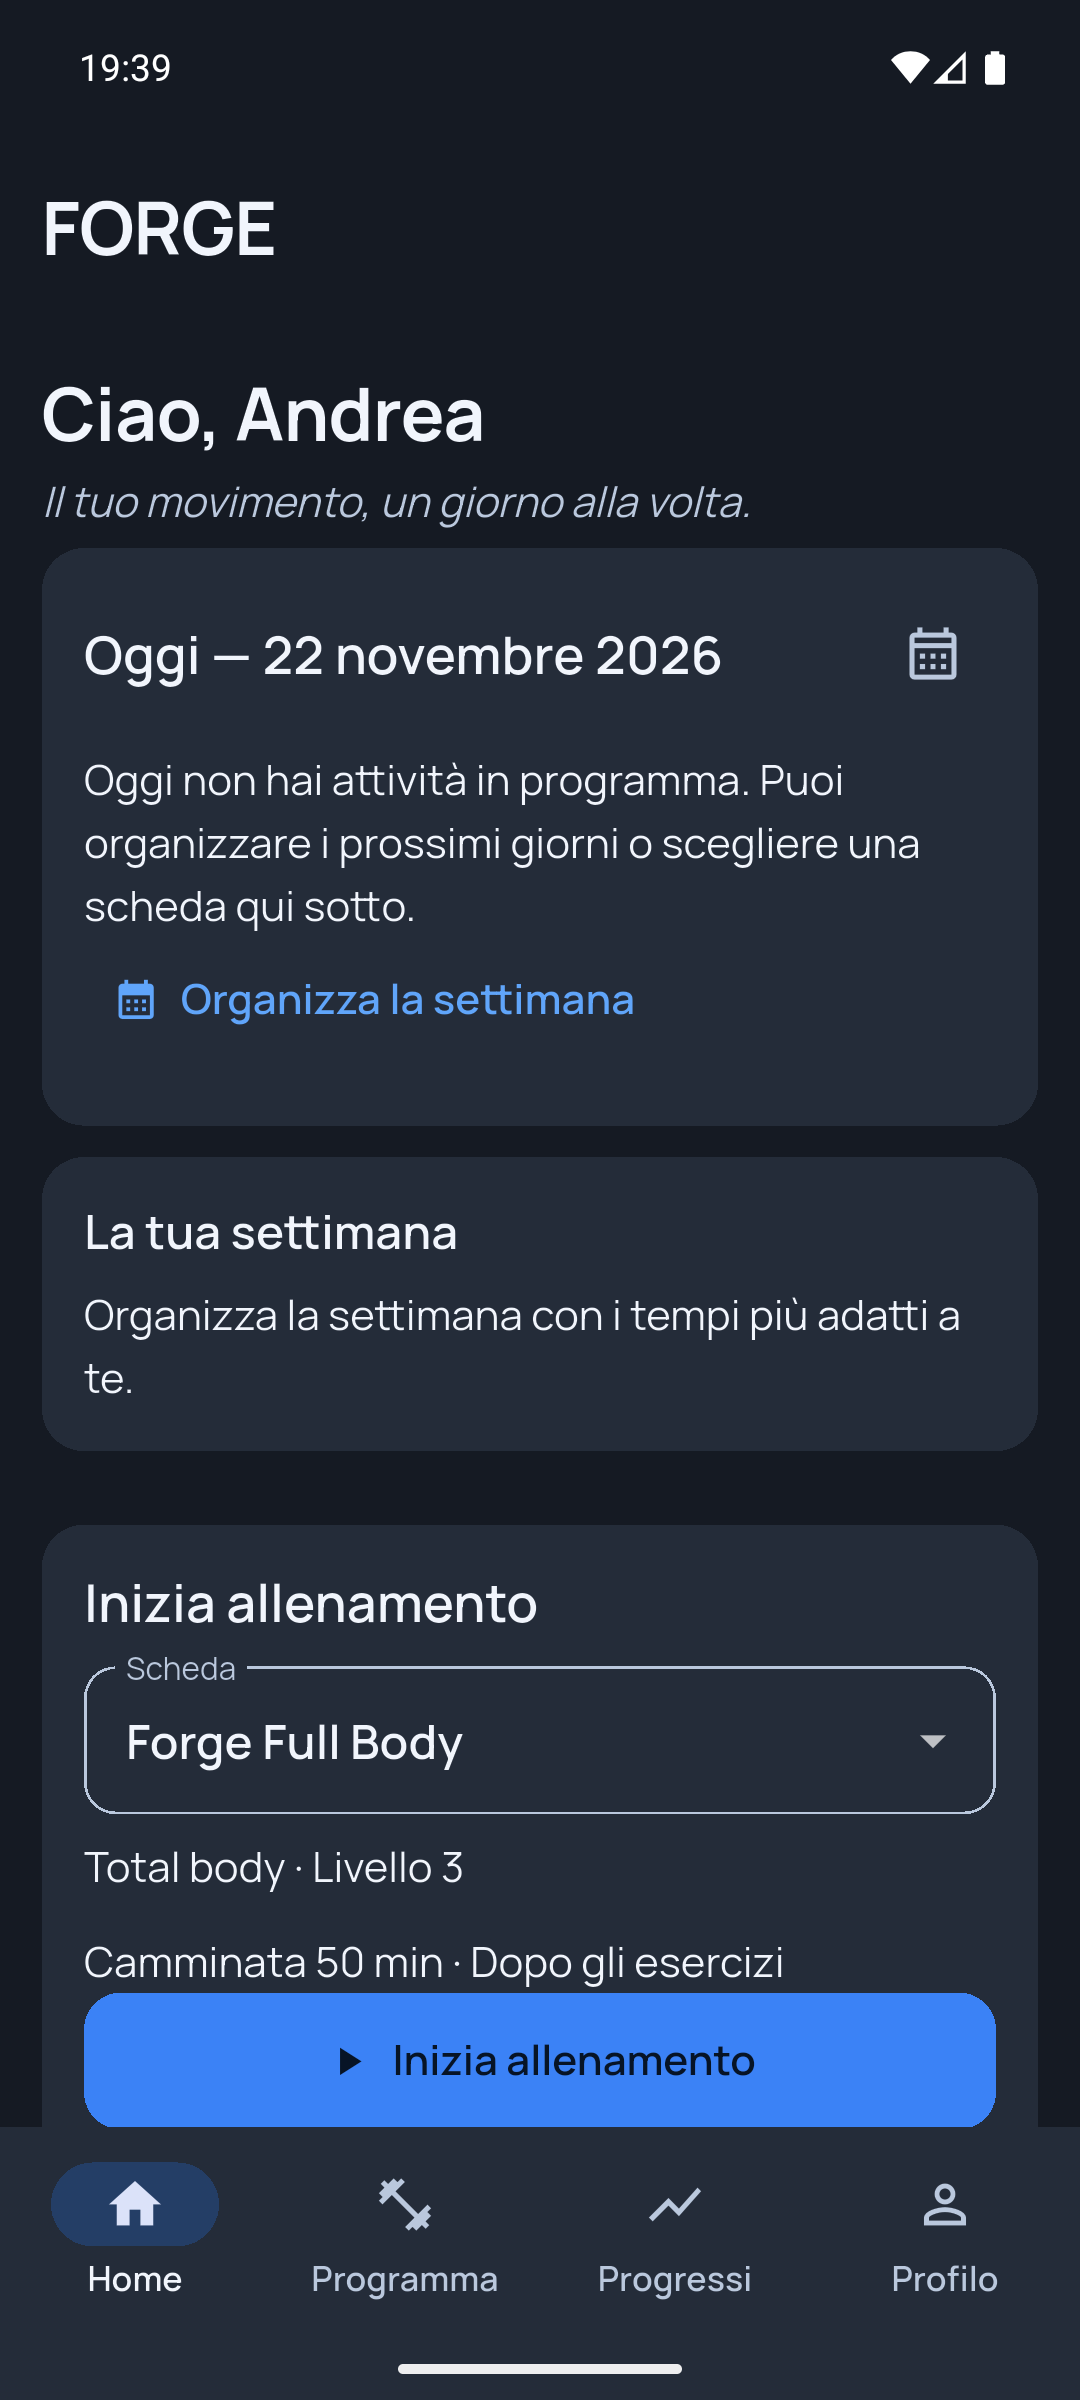 19:39
FORGE
Ciao, Andrea
Il tuo movimento, un giorno alla volta.
Oggi — 22 novembre 2026
Oggi non hai attività in programma. Puoi
organizzare i prossimi giorni o scegliere una
scheda qui sotto.
Organizza la settimana
La tua settimana
Organizza la settimana con i tempi più adatti a
te.
Inizia allenamento
Scheda
Forge Full Body
Total body · Livello 3
Camminata 50 min · Dopo gli esercizi
Inizia allenamento
Home
Programma
Progressi
Profilo